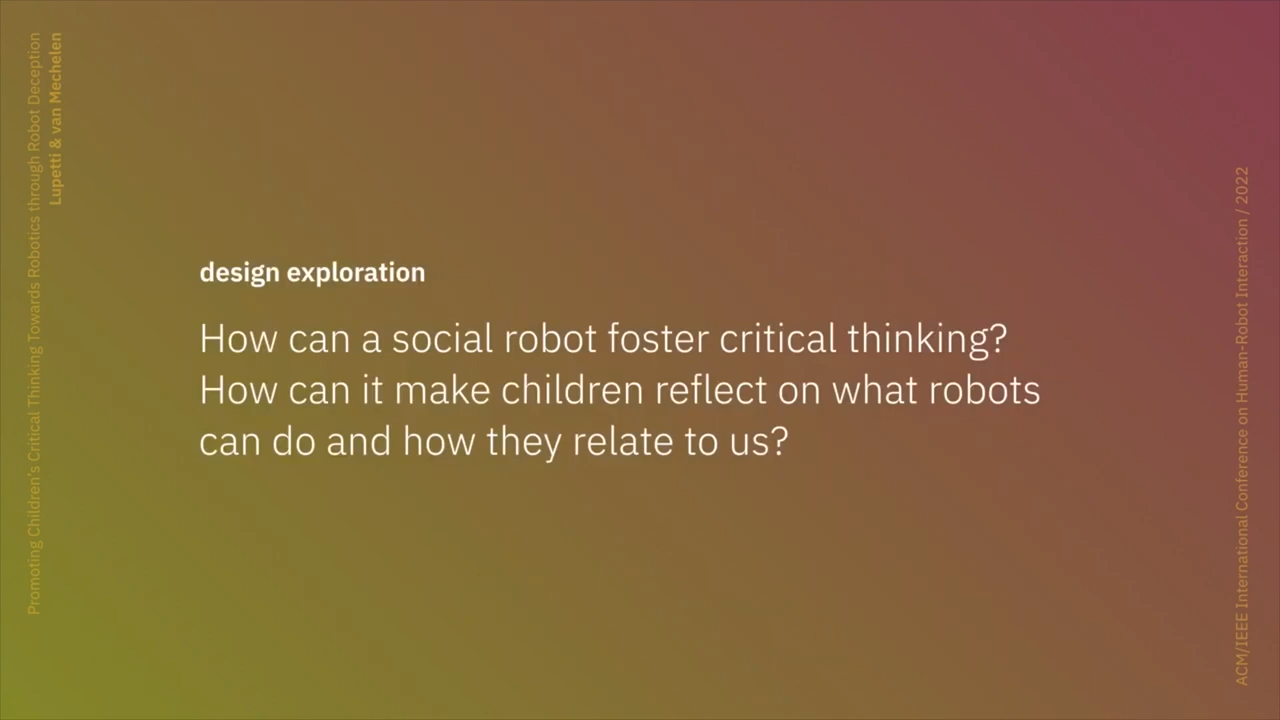 Promoting Children's Critical Thinking Towards Robotics through Robot Deception
Lupetti & van Mechelen
design exploration
How can a social robot foster critical thinking?
How can it make children reflect on what robots
can do and how they relate to us?
ACM/IEEE International Conference on Human-Robot Interaction / 2022